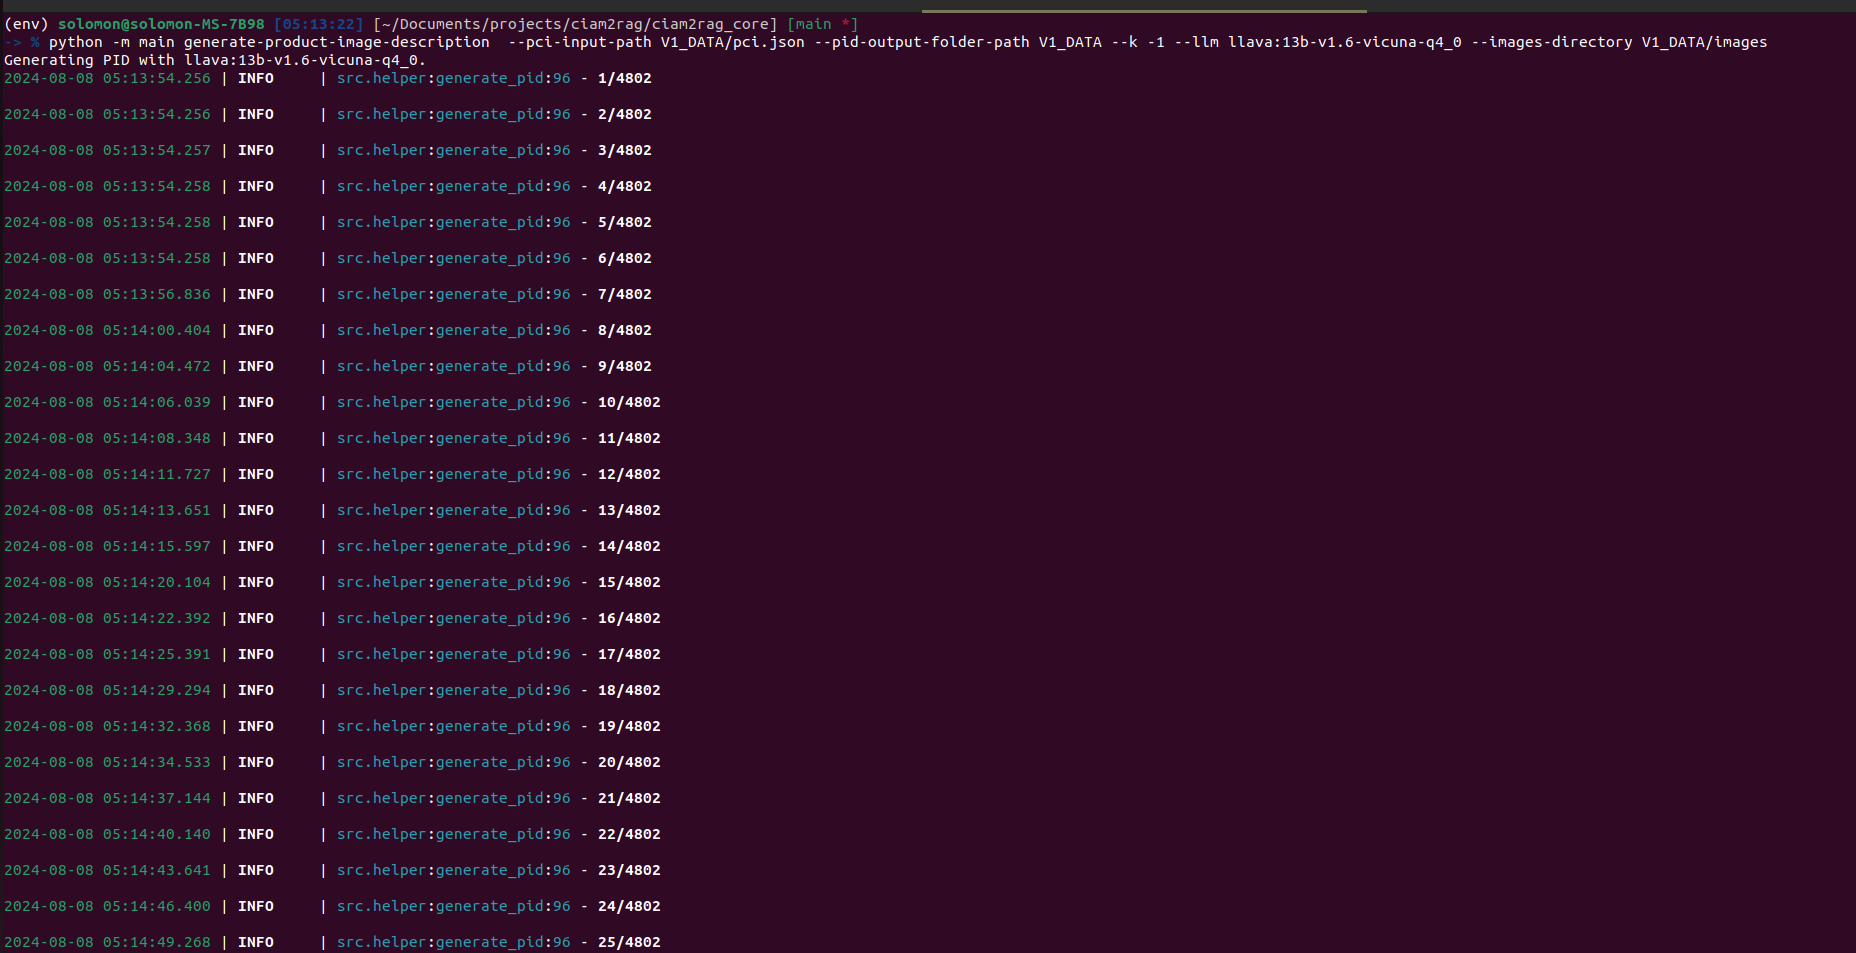 (env) solomon@solomon-MS-7B98 [05:13:22] [~/Documents/projects/ciam2rag/ciam2rag_core] [main *]
-> % python -m main generate-product-image-description  --pci-input-path V1_DATA/pci.json --pid-output-folder-path V1_DATA --k -1 --llm llava:13b-v1.6-vicuna-q4_0 --images-directory V1_DATA/images
Generating PID with llava:13b-v1.6-vicuna-q4_0.
2024-08-08 05:13:54.256 | INFO     | src.helper:generate_pid:96 - 1/4802
2024-08-08 05:13:54.256 | INFO     | src.helper:generate_pid:96 - 2/4802
2024-08-08 05:13:54.257 | INFO     | src.helper:generate_pid:96 - 3/4802
2024-08-08 05:13:54.258 | INFO     | src.helper:generate_pid:96 - 4/4802
2024-08-08 05:13:54.258 | INFO     | src.helper:generate_pid:96 - 5/4802
2024-08-08 05:13:54.258 | INFO     | src.helper:generate_pid:96 - 6/4802
2024-08-08 05:13:56.836 | INFO     | src.helper:generate_pid:96 - 7/4802
2024-08-08 05:14:00.404 | INFO     | src.helper:generate_pid:96 - 8/4802
2024-08-08 05:14:04.472 | INFO     | src.helper:generate_pid:96 - 9/4802
2024-08-08 05:14:06.039 | INFO     | src.helper:generate_pid:96 - 10/4802
2024-08-08 05:14:08.348 | INFO     | src.helper:generate_pid:96 - 11/4802
2024-08-08 05:14:11.727 | INFO     | src.helper:generate_pid:96 - 12/4802
2024-08-08 05:14:13.651 | INFO     | src.helper:generate_pid:96 - 13/4802
2024-08-08 05:14:15.597 | INFO     | src.helper:generate_pid:96 - 14/4802
2024-08-08 05:14:20.104 | INFO     | src.helper:generate_pid:96 - 15/4802
2024-08-08 05:14:22.392 | INFO     | src.helper:generate_pid:96 - 16/4802
2024-08-08 05:14:25.391 | INFO     | src.helper:generate_pid:96 - 17/4802
2024-08-08 05:14:29.294 | INFO     | src.helper:generate_pid:96 - 18/4802
2024-08-08 05:14:32.368 | INFO     | src.helper:generate_pid:96 - 19/4802
2024-08-08 05:14:34.533 | INFO     | src.helper:generate_pid:96 - 20/4802
2024-08-08 05:14:37.144 | INFO     | src.helper:generate_pid:96 - 21/4802
2024-08-08 05:14:40.140 | INFO     | src.helper:generate_pid:96 - 22/4802
2024-08-08 05:14:43.641 | INFO     | src.helper:generate_pid:96 - 23/4802
2024-08-08 05:14:46.400 | INFO     | src.helper:generate_pid:96 - 24/4802
2024-08-08 05:14:49.268 | INFO     | src.helper:generate_pid:96 - 25/4802